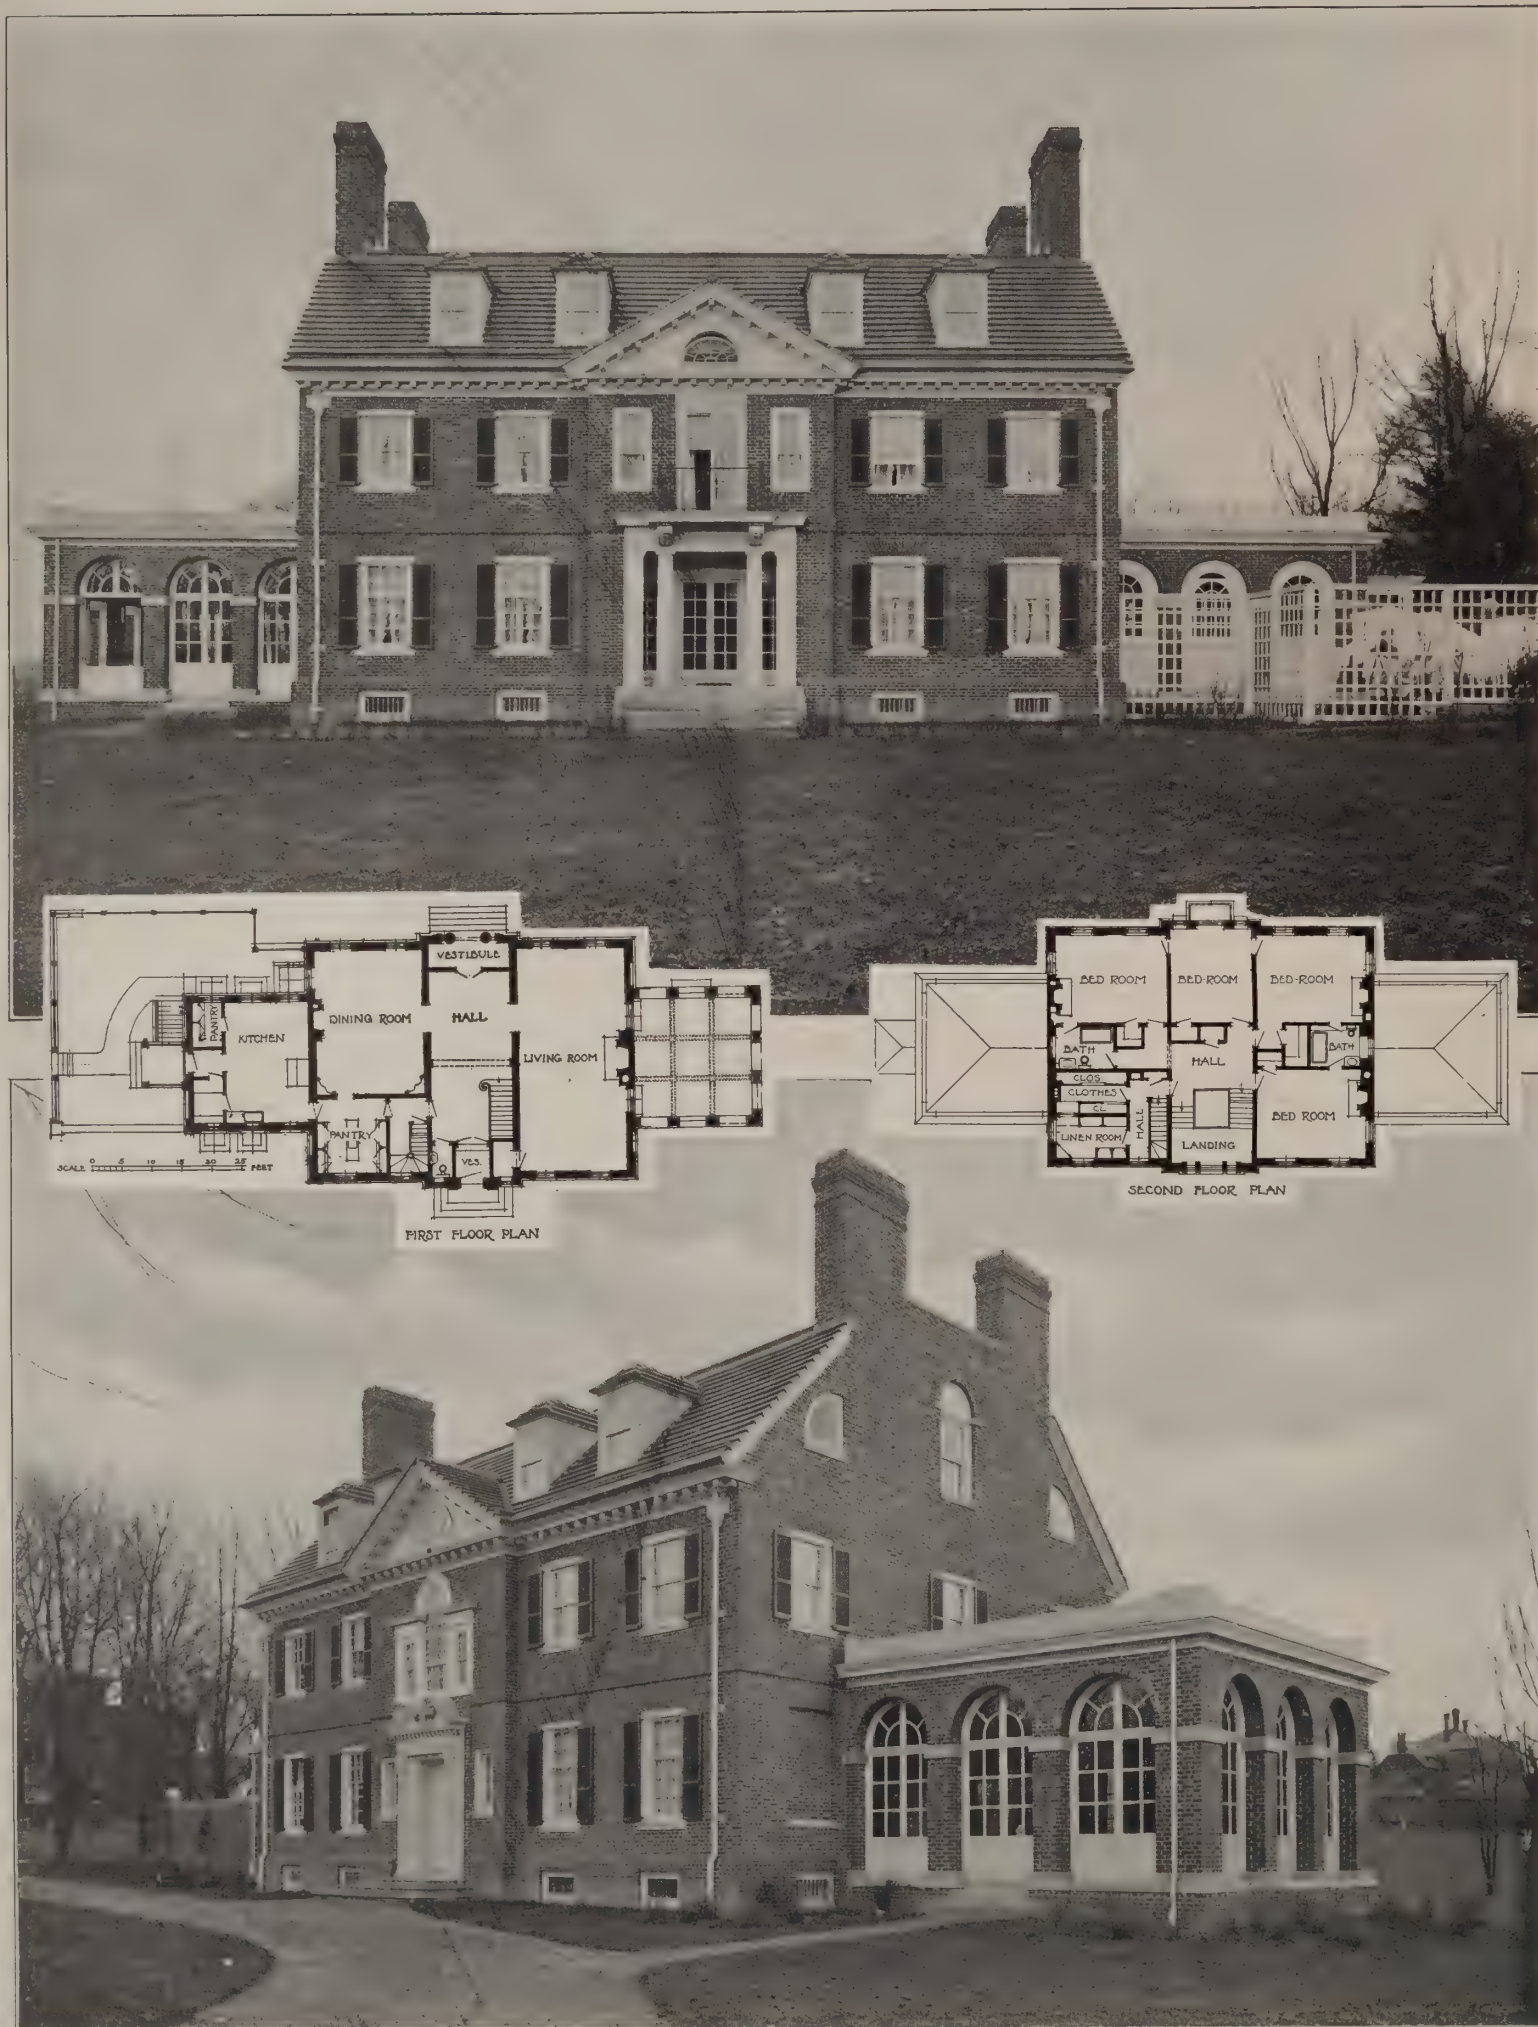 VESTIBULE
PANTRY
KITCHEN
DINING ROOM
HALL
LIVING ROOM
PANTRY
VES.
SCALE 0 5 10 15 20 25 FEET
FIRST FLOOR PLAN
BED ROOM
BED-ROOM
BED-ROOM
BATH
HALL
BATH
CLOS
CLOTHES
CL
HALL
LINEN ROOM
LANDING
BED ROOM
SECOND FLOOR PLAN